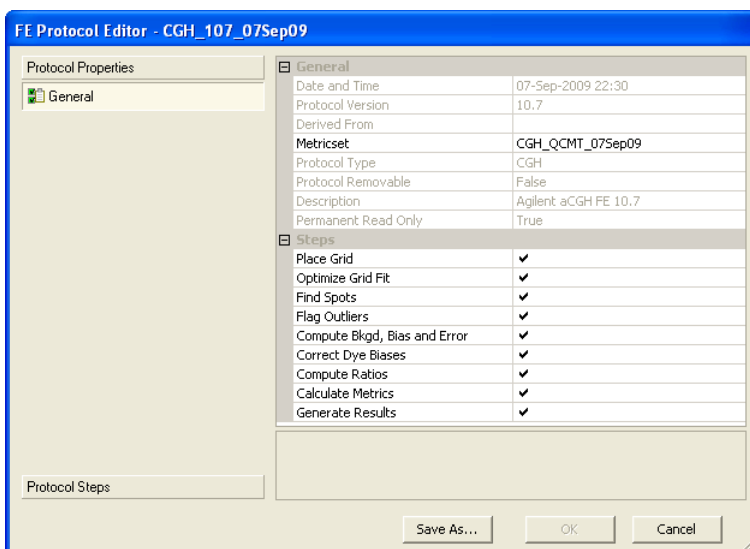 FE Protocol Editor - CGH_107_07Sep09
Protocol Properties
General
Protocol Steps
General
Date and Time 07-Sep-2009 22:30
Protocol Version 10.7
Derived From
Metricset CGH_QCMT_07Sep09
Protocol Type CGH
Protocol Removable False
Description Agilent aCGH FE 10.7
Permanent Read Only True
Steps
Place Grid
Optimize Grid Fit
Find Spots
Flag Outliers
Compute Bkgd, Bias and Error
Correct Dye Biases
Compute Ratios
Calculate Metrics
Generate Results
Save As... OK Cancel